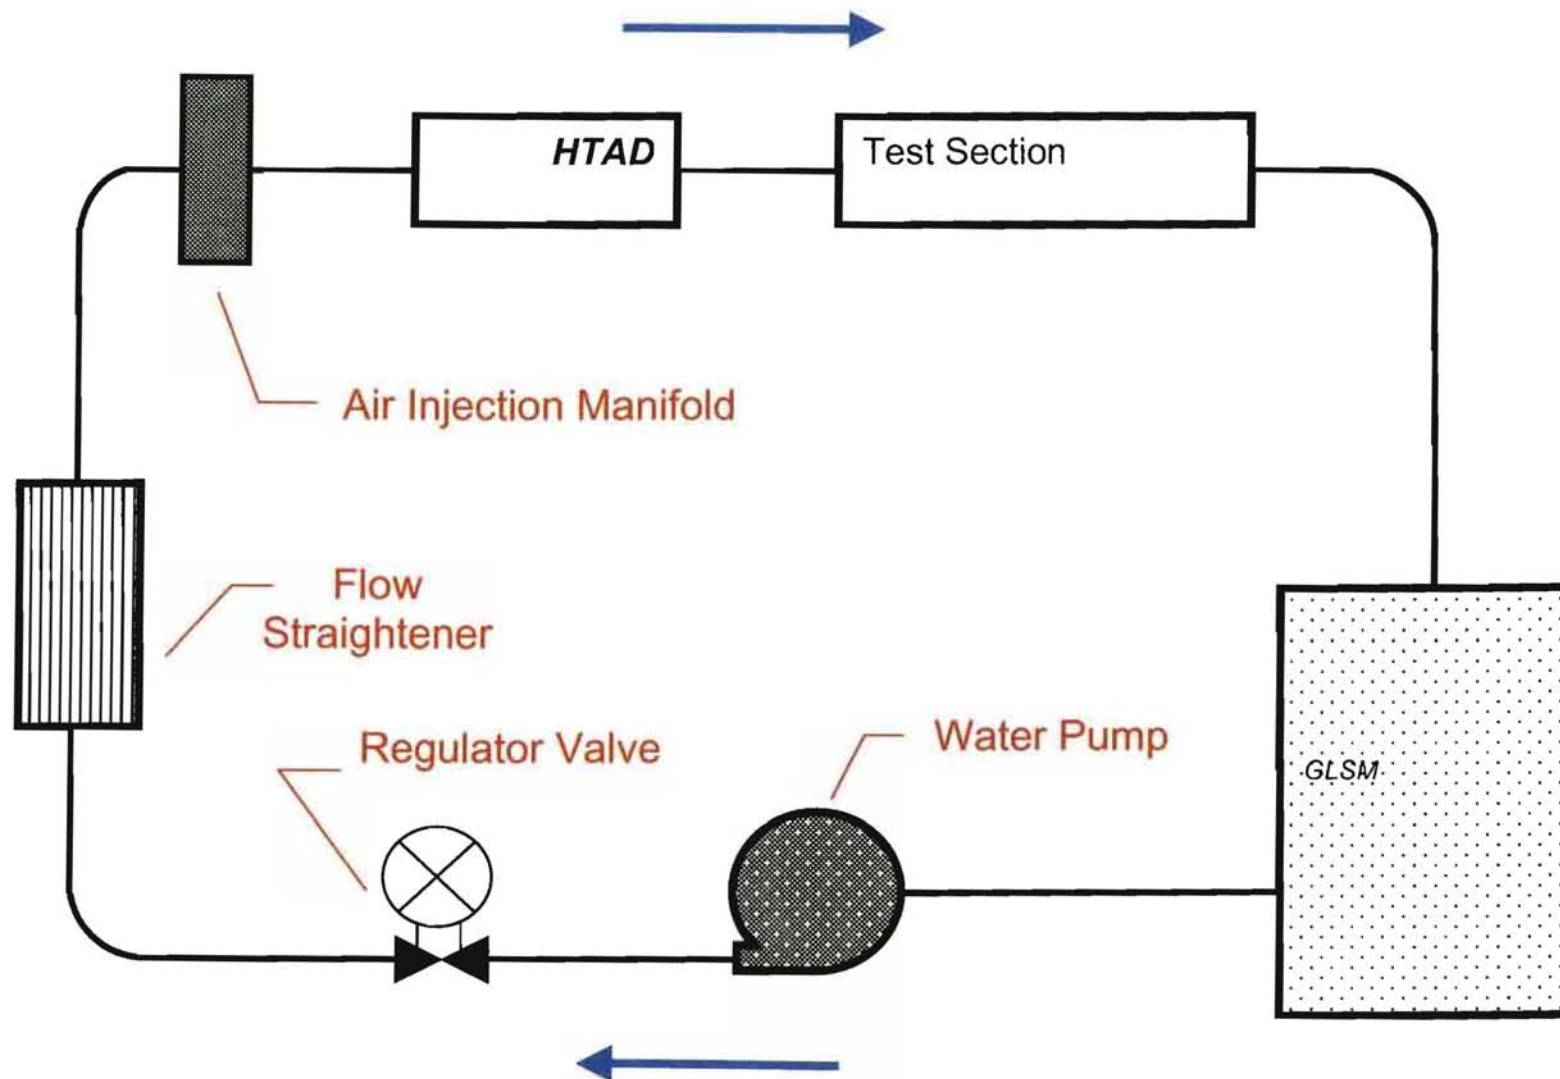 HTAD
Test Section
Air Injection Manifold
Flow
Straightener
Regulator Valve
Water Pump
GLSM